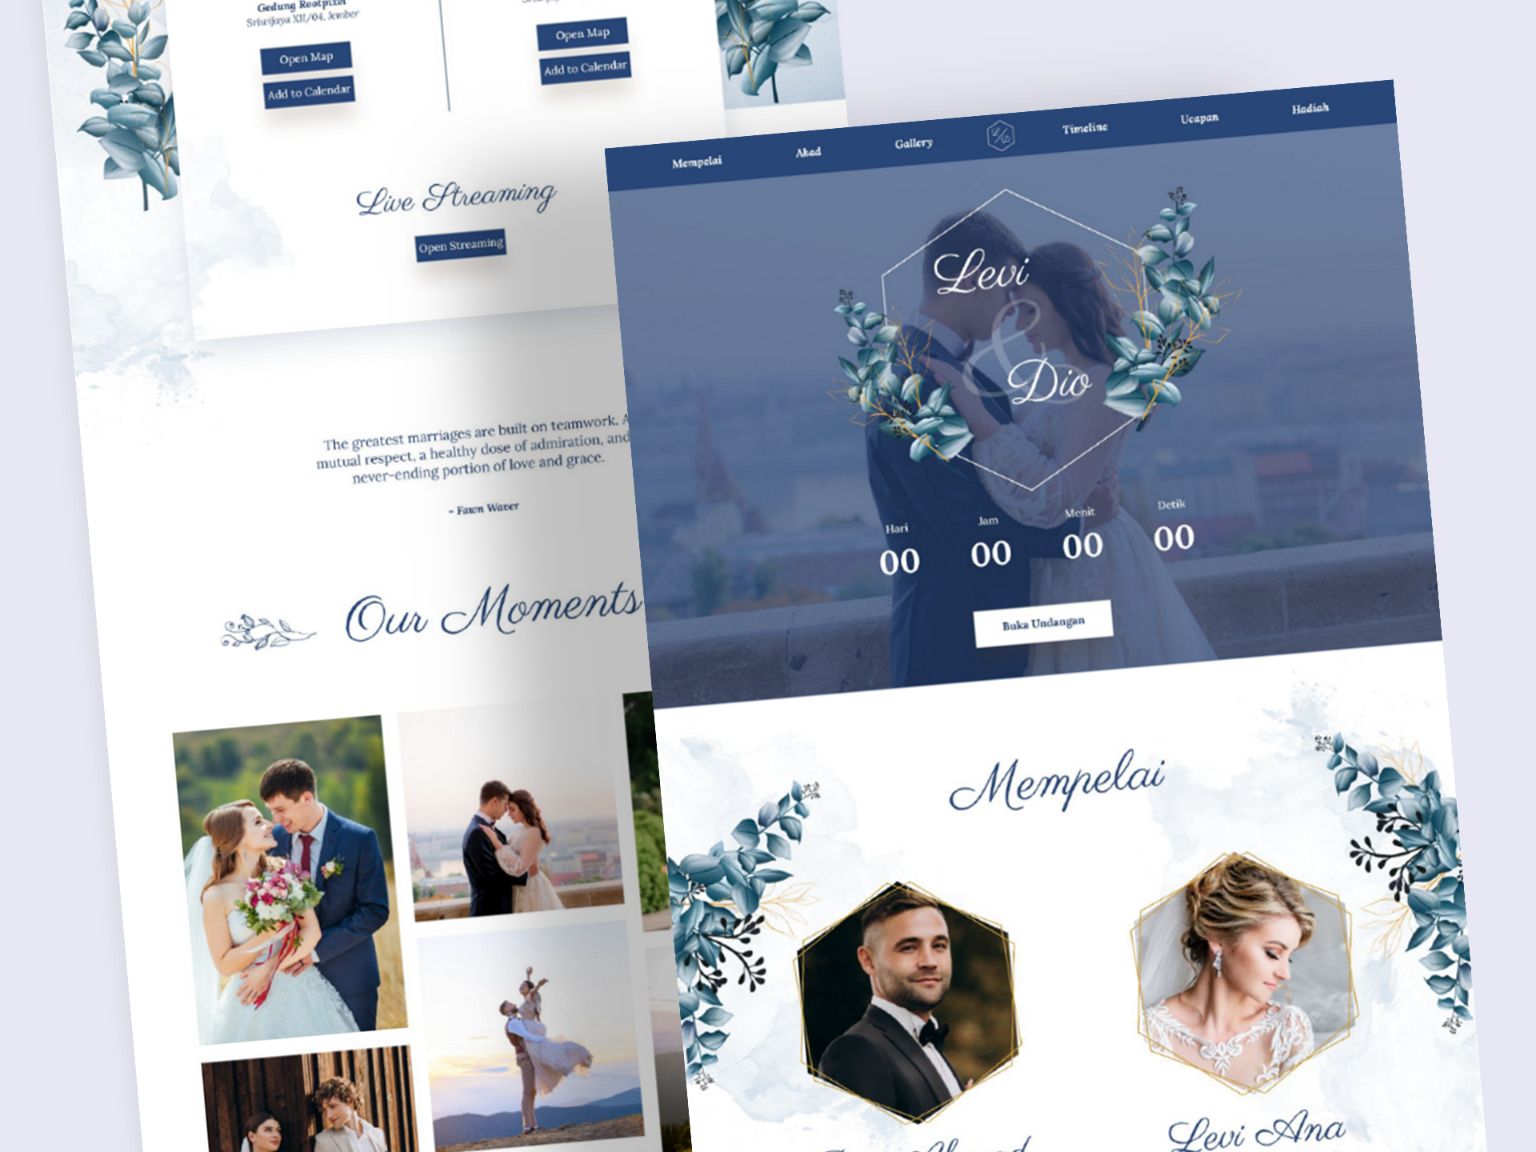 Gedung Rootpixel
Sriwijaya XII/04, Jember
Open Map
Add to Calendar
Open Map
Add to Calendar
Live Streaming
Open Streaming
The greatest marriages are built on teamwork. A
mutual respect, a healthy dose of admiration, and
never-ending portion of love and grace.
- Fawn Waver
Our Moments
Mempelai
Akad
Gallery
Timeline
Ucapan
Hadiah
Levi
&
Dio
Hari
Jam
Menit
Detik
00
00
00
00
Buka Undangan
Mempelai
Levi Ana